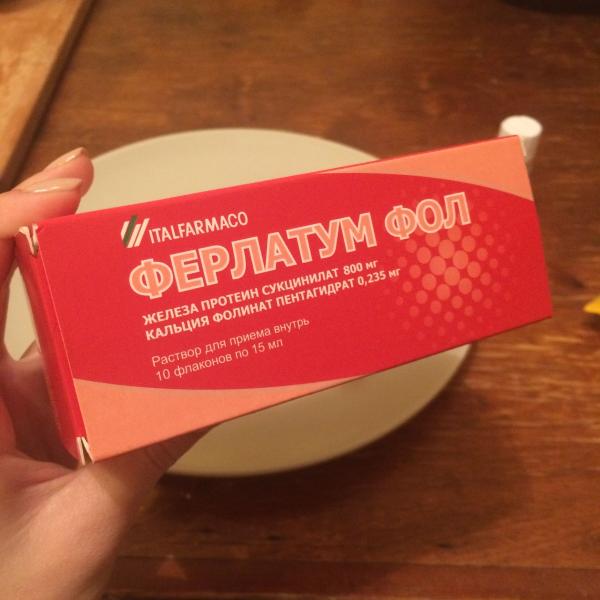 ITALFARMACO
ФЕРЛАТУМ ФОЛ
ЖЕЛЕЗА ПРОТЕИН СУКЦИНИЛАТ 800 мг
КАЛЬЦИЯ ФОЛИНАТ ПЕНТАГИДРАТ 0,235 мг
Раствор для приема внутрь
10 флаконов по 15 мл